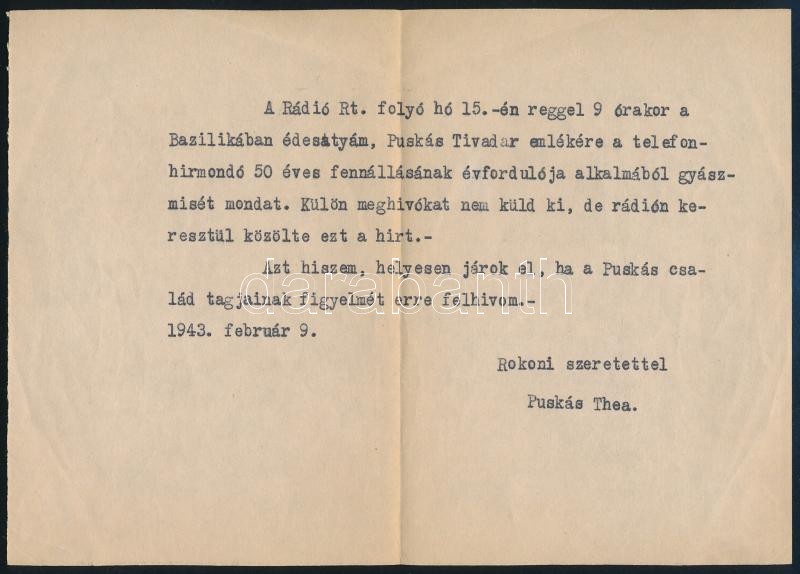 A Rádió Rt. folyó hó 15.-én reggel 9 órakor a
Bazilikában édesatyám, Puskás Tivadar emlékére a telefon-
hirmondó 50 éves fennállásának évfordulója alkalmából gyász-
misét mondat. Külön meghivókat nem küld ki, de rádión ke-
resztül közölte ezt a hirt.-
Azt hiszem, helyesen járok el, ha a Puskás csa-
darabanth
lád tagjainak figyelmét erre felhivom.-
1943. február 9.
Rokoni szeretettel
Puskás Thea.